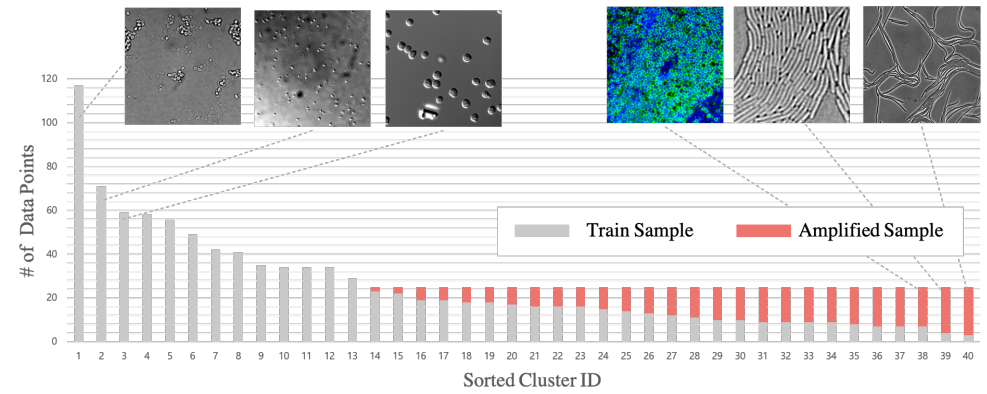 120
100
80
60
40
20
0
# of Data Points
Train Sample
Amplified Sample
1 2 3 4 5 6 7 8 9 10 11 12 13 14 15 16 17 18 19 20 21 22 23 24 25 26 27 28 29 30 31 32 33 34 35 36 37 38 39 40
Sorted Cluster ID